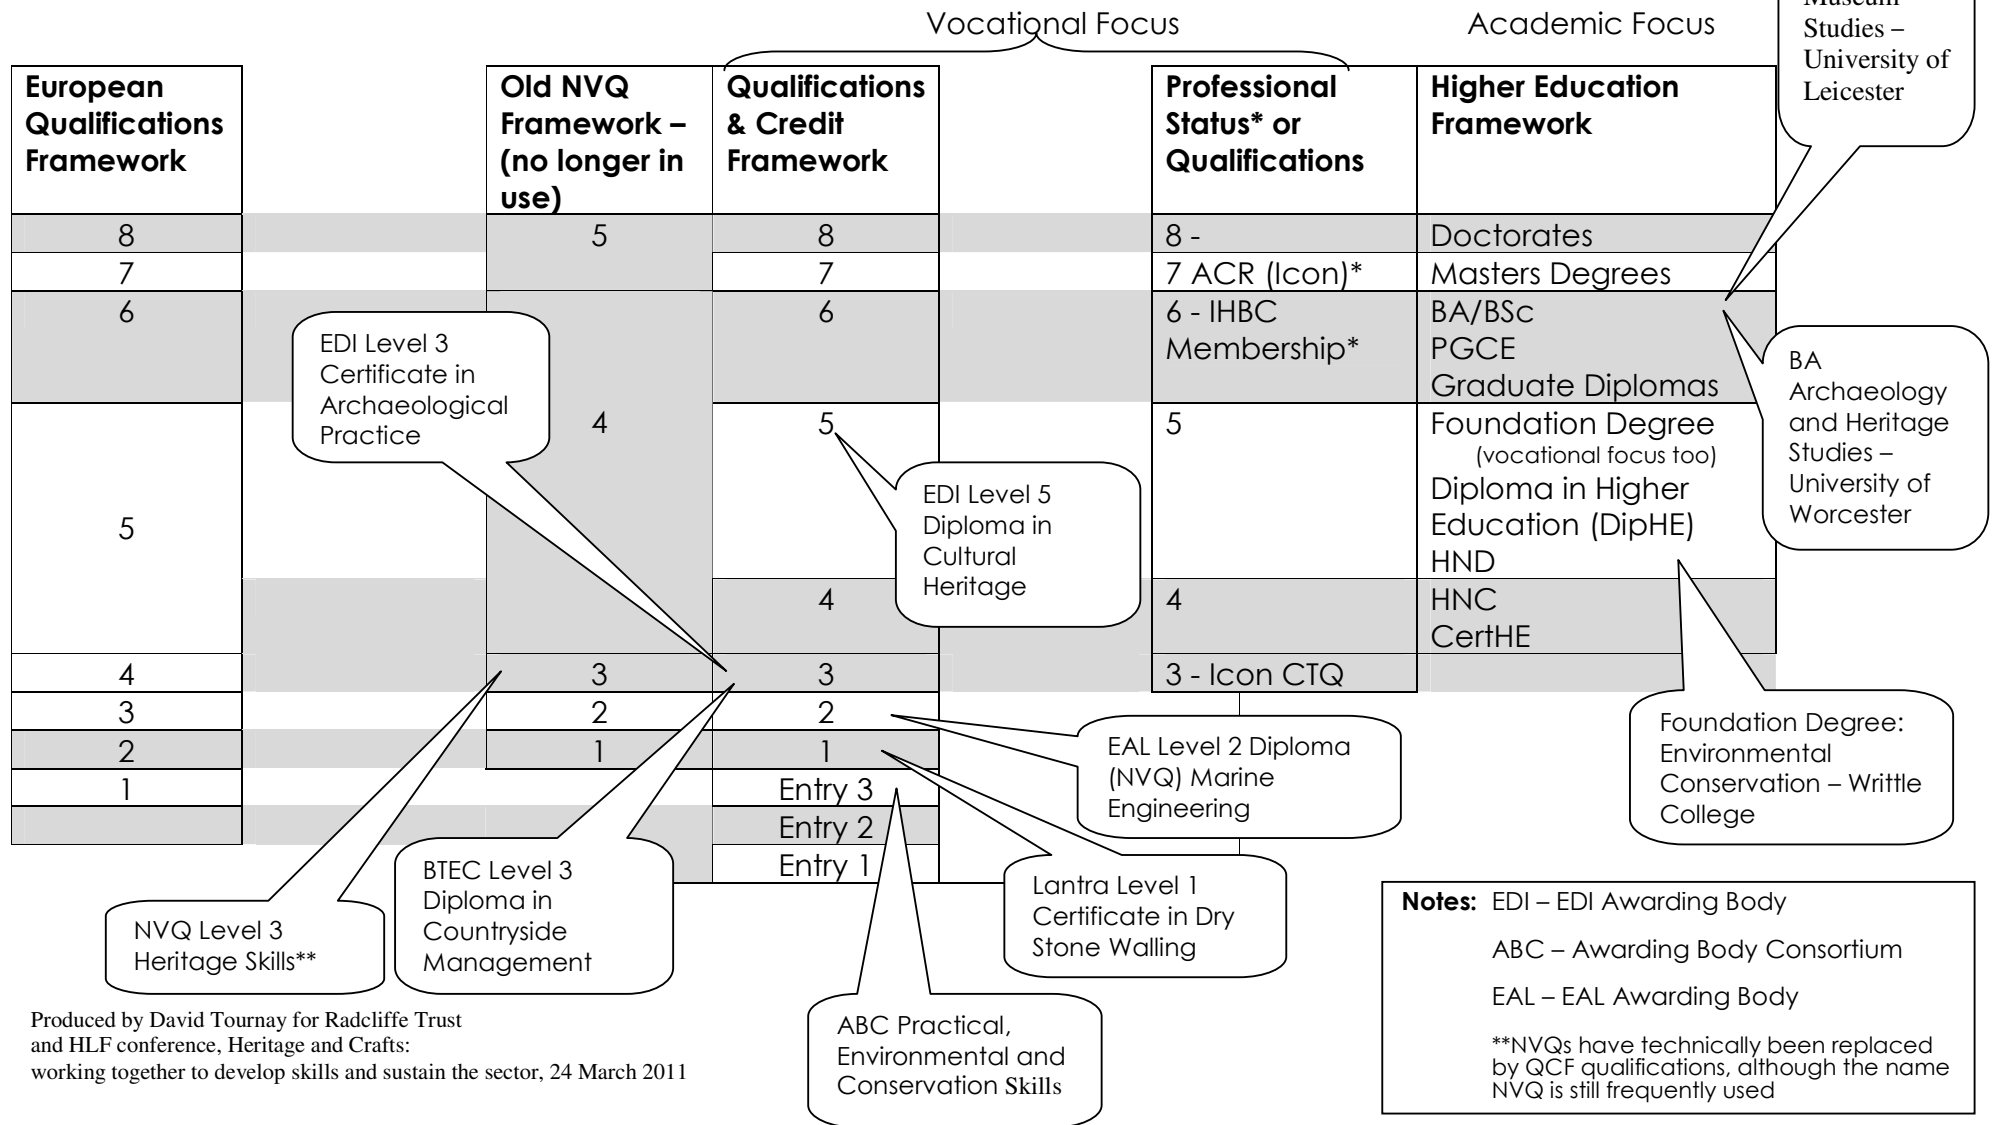 Vocational Focus
Academic Focus
Museum
Studies –
University of
Leicester
European
Qualifications
Framework
Old NVQ
Framework –
(no longer in
use)
Qualifications
& Credit
Framework
Professional
Status* or
Qualifications
Higher Education
Framework
8 5 8 8 - Doctorates
7 7 7 ACR (Icon)* Masters Degrees
6 6 6 - IHBC
Membership*
BA/BSc
PGCE
Graduate Diplomas
EDI Level 3
Certificate in
Archaeological
Practice
BA
Archaeology
and Heritage
Studies –
University of
Worcester
5 4 5 5
Foundation Degree
(vocational focus too)
Diploma in Higher
Education (DipHE)
HND
EDI Level 5
Diploma in
Cultural
Heritage
4 4
HNC
CertHE
4 3 3 3 - Icon CTQ
3 2 2
2 1 1
1 Entry 3
Entry 2
Entry 1
EAL Level 2 Diploma
(NVQ) Marine
Engineering
Foundation Degree:
Environmental
Conservation – Writtle
College
NVQ Level 3
Heritage Skills**
BTEC Level 3
Diploma in
Countryside
Management
Lantra Level 1
Certificate in Dry
Stone Walling
ABC Practical,
Environmental and
Conservation Skills
Notes: EDI – EDI Awarding Body
ABC – Awarding Body Consortium
EAL – EAL Awarding Body
**NVQs have technically been replaced
by QCF qualifications, although the name
NVQ is still frequently used
Produced by David Tournay for Radcliffe Trust
and HLF conference, Heritage and Crafts:
working together to develop skills and sustain the sector, 24 March 2011